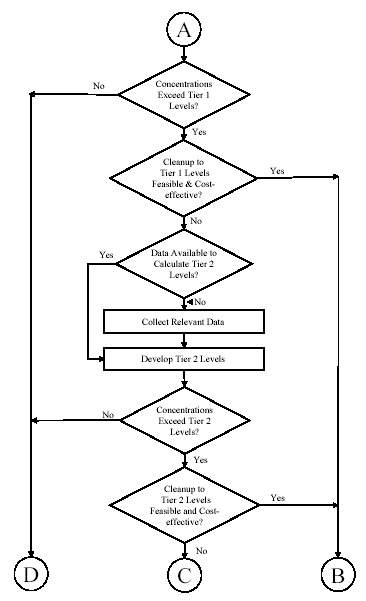 A
Concentrations
Exceed Tier 1
Levels?
No
Yes
Cleanup to
Tier 1 Levels
Feasible & Cost-
effective?
Yes
No
Data Available to
Calculate Tier 2
Levels?
Yes
No
Collect Relevant Data
Develop Tier 2 Levels
Concentrations
Exceed Tier 2
Levels?
No
Yes
Cleanup to
Tier 2 Levels
Feasible and Cost-
effective?
Yes
No
D
C
B